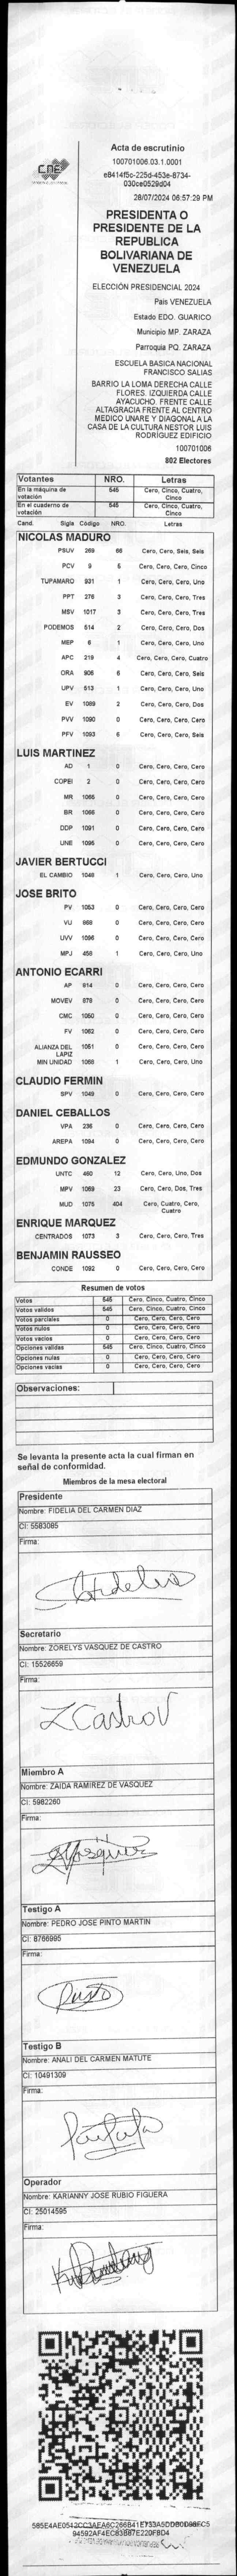 CNE
Acta de escrutinio
100701006.03.1.0001
e8414f5c-225d-453e-8734-
030ce0529d04
28/07/2024 06:57:29 PM
PRESIDENTA O
PRESIDENTE DE LA
REPUBLICA
BOLIVARIANA DE
VENEZUELA
ELECCIÓN PRESIDENCIAL 2024
País VENEZUELA
Estado EDO. GUARICO
Municipio MP. ZARAZA
Parroquia PQ. ZARAZA
ESCUELA BASICA NACIONAL
FRANCISCO SALIAS
BARRIO LA LOMA DERECHA CALLE
FLORES. IZQUIERDA CALLE
AYACUCHO. FRENTE CALLE
ALTAGRACIA FRENTE AL CENTRO
MEDICO UNARE Y DIAGONAL A LA
CASA DE LA CULTURA NESTOR LUIS
RODRÍGUEZ EDIFICIO
100701006
802 Electores
Votantes NRO. Letras
En la máquina de votación 545 Cero, Cinco, Cuatro, Cinco
En el cuaderno de votación 545 Cero, Cinco, Cuatro, Cinco
Cand. Sigla Código NRO. Letras
NICOLAS MADURO
PSUV 269 66 Cero, Cero, Seis, Seis
PCV 9 5 Cero, Cero, Cero, Cinco
TUPAMARO 931 1 Cero, Cero, Cero, Uno
PPT 276 3 Cero, Cero, Cero, Tres
MSV 1017 3 Cero, Cero, Cero, Tres
PODEMOS 514 2 Cero, Cero, Cero, Dos
MEP 6 1 Cero, Cero, Cero, Uno
APC 219 4 Cero, Cero, Cero, Cuatro
ORA 905 6 Cero, Cero, Cero, Seis
UPV 513 1 Cero, Cero, Cero, Uno
EV 1089 2 Cero, Cero, Cero, Dos
PVV 1090 0 Cero, Cero, Cero, Cero
PFV 1093 6 Cero, Cero, Cero, Seis
LUIS MARTINEZ
AD 1 0 Cero, Cero, Cero, Cero
COPEI 2 0 Cero, Cero, Cero, Cero
MR 1065 0 Cero, Cero, Cero, Cero
BR 1066 0 Cero, Cero, Cero, Cero
DDP 1091 0 Cero, Cero, Cero, Cero
UNE 1095 0 Cero, Cero, Cero, Cero
JAVIER BERTUCCI
EL CAMBIO 1048 1 Cero, Cero, Cero, Uno
JOSE BRITO
PV 1053 0 Cero, Cero, Cero, Cero
VU 868 0 Cero, Cero, Cero, Cero
UVV 1096 0 Cero, Cero, Cero, Cero
MPJ 458 1 Cero, Cero, Cero, Uno
ANTONIO ECARRI
AP 814 0 Cero, Cero, Cero, Cero
MOVEV 879 0 Cero, Cero, Cero, Cero
CMC 1050 0 Cero, Cero, Cero, Cero
FV 1062 0 Cero, Cero, Cero, Cero
ALIANZA DEL LAPIZ 1051 0 Cero, Cero, Cero, Cero
MIN UNIDAD 1068 1 Cero, Cero, Cero, Uno
CLAUDIO FERMIN
SPV 1049 0 Cero, Cero, Cero, Cero
DANIEL CEBALLOS
VPA 236 0 Cero, Cero, Cero, Cero
AREPA 1094 0 Cero, Cero, Cero, Cero
EDMUNDO GONZALEZ
UNTC 460 12 Cero, Cero, Uno, Dos
MPV 1069 23 Cero, Cero, Dos, Tres
MUD 1075 404 Cero, Cuatro, Cero, Cuatro
ENRIQUE MARQUEZ
CENTRADOS 1073 3 Cero, Cero, Cero, Tres
BENJAMIN RAUSSEO
CONDE 1092 0 Cero, Cero, Cero, Cero
Resumen de votos
Votos 545 Cero, Cinco, Cuatro, Cinco
Votos validos 545 Cero, Cinco, Cuatro, Cinco
Votos parciales 0 Cero, Cero, Cero, Cero
Votos nulos 0 Cero, Cero, Cero, Cero
Votos vacios 0 Cero, Cero, Cero, Cero
Opciones validas 545 Cero, Cinco, Cuatro, Cinco
Opciones nulas 0 Cero, Cero, Cero, Cero
Opciones vacias 0 Cero, Cero, Cero, Cero
Observaciones:
Se levanta la presente acta la cual firman en
señal de conformidad.
Miembros de la mesa electoral
Presidente
Nombre: FIDELIA DEL CARMEN DIAZ
CI: 5583085
Firma:
Secretario
Nombre: ZORELYS VASQUEZ DE CASTRO
CI: 15526659
Firma:
ZCastroV
Miembro A
Nombre: ZAIDA RAMIREZ DE VASQUEZ
CI: 5982260
Firma:
Testigo A
Nombre: PEDRO JOSE PINTO MARTIN
CI: 8766995
Firma:
Testigo B
Nombre: ANALI DEL CARMEN MATUTE
CI: 10491309
Firma:
Operador
Nombre: KARIANNY JOSE RUBIO FIGUERA
CI: 25014595
Firma: